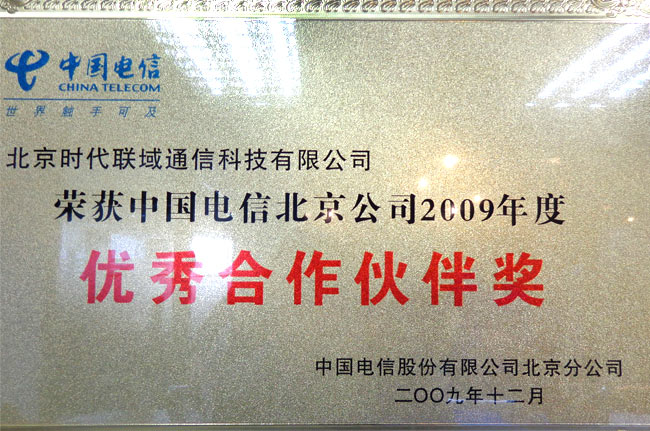 中国电信
CHINA TELECOM
世界触手可及
北京时代联域通信科技有限公司
荣获中国电信北京公司2009年度
优秀合作伙伴奖
中国电信股份有限公司北京分公司
二〇〇九年十二月